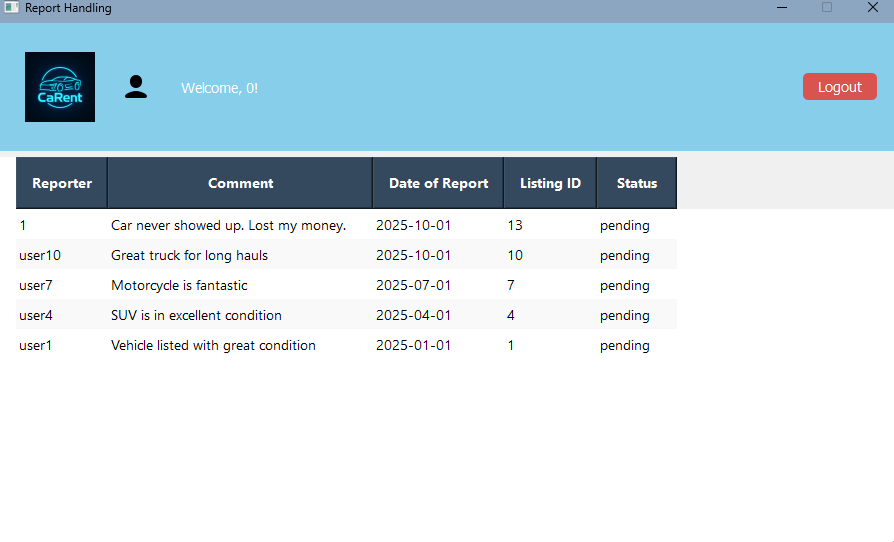 Report Handling
CaRent
Welcome, 0!
Logout
Reporter Comment Date of Report Listing ID Status
1 Car never showed up. Lost my money. 2025-10-01 13 pending
user10 Great truck for long hauls 2025-10-01 10 pending
user7 Motorcycle is fantastic 2025-07-01 7 pending
user4 SUV is in excellent condition 2025-04-01 4 pending
user1 Vehicle listed with great condition 2025-01-01 1 pending